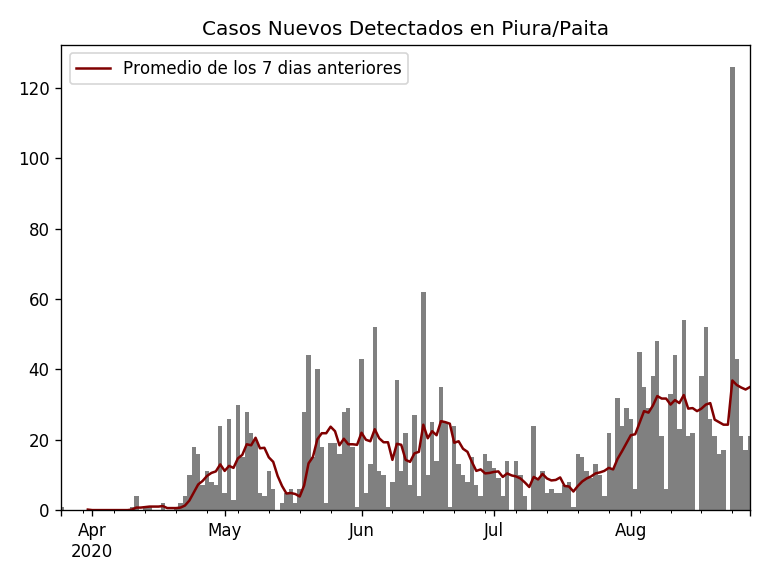 Casos Nuevos Detectados en Piura/Paita
Promedio de los 7 dias anteriores
120
100
80
60
40
20
0
Apr
2020
May
Jun
Jul
Aug